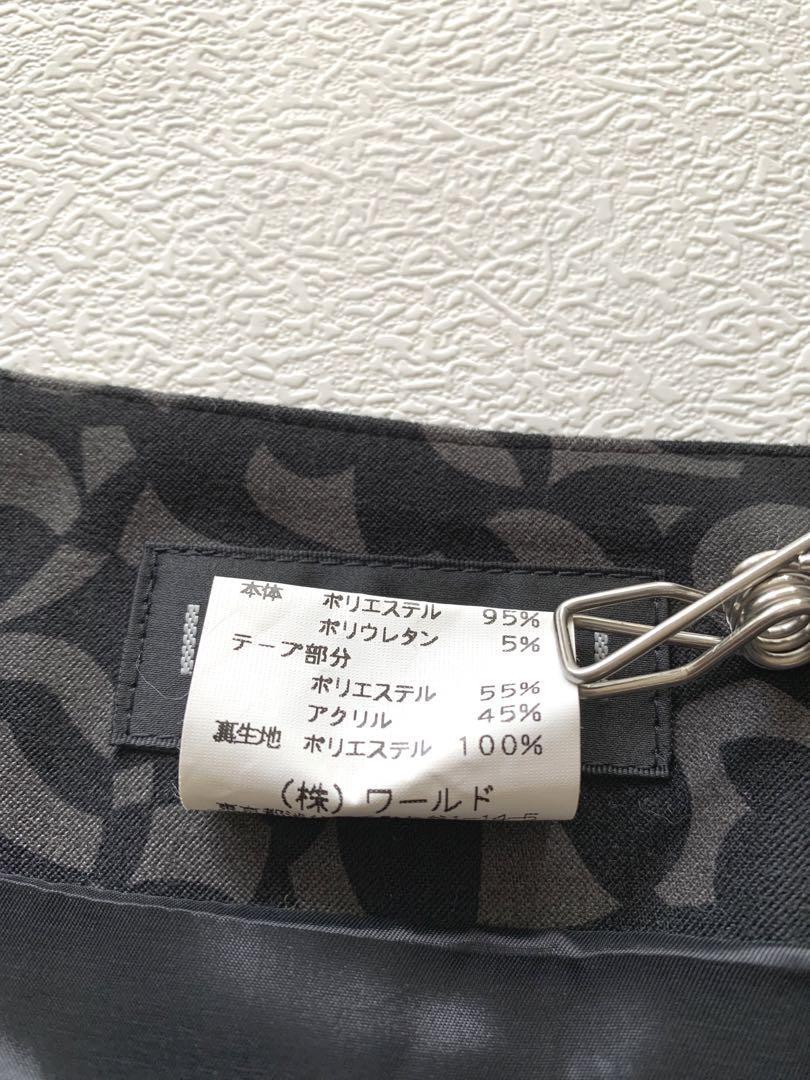 本体 ポリエステル 95%
ポリウレタン 5%
テープ部分
ポリエステル 55%
アクリル 45%
裏生地 ポリエステル 100%
(株)ワールド